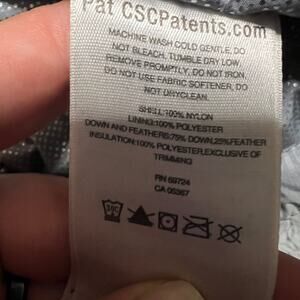 Pat CSCPatents.com
MACHINE WASH COLD GENTLE, DO
NOT BLEACH, TUMBLE DRY LOW,
REMOVE PROMPTLY, DO NOT IRON,
DO NOT USE FABRIC SOFTENER, DO
NOT DRYCLEAN.
SHELL:100% NYLON
LINING:100% POLYESTER
DOWN AND FEATHERS:75% DOWN,25%FEATHER
INSULATION:100% POLYESTER,EXCLUSIVE OF
TRIMMING
RN 69724
CA 05367
30C